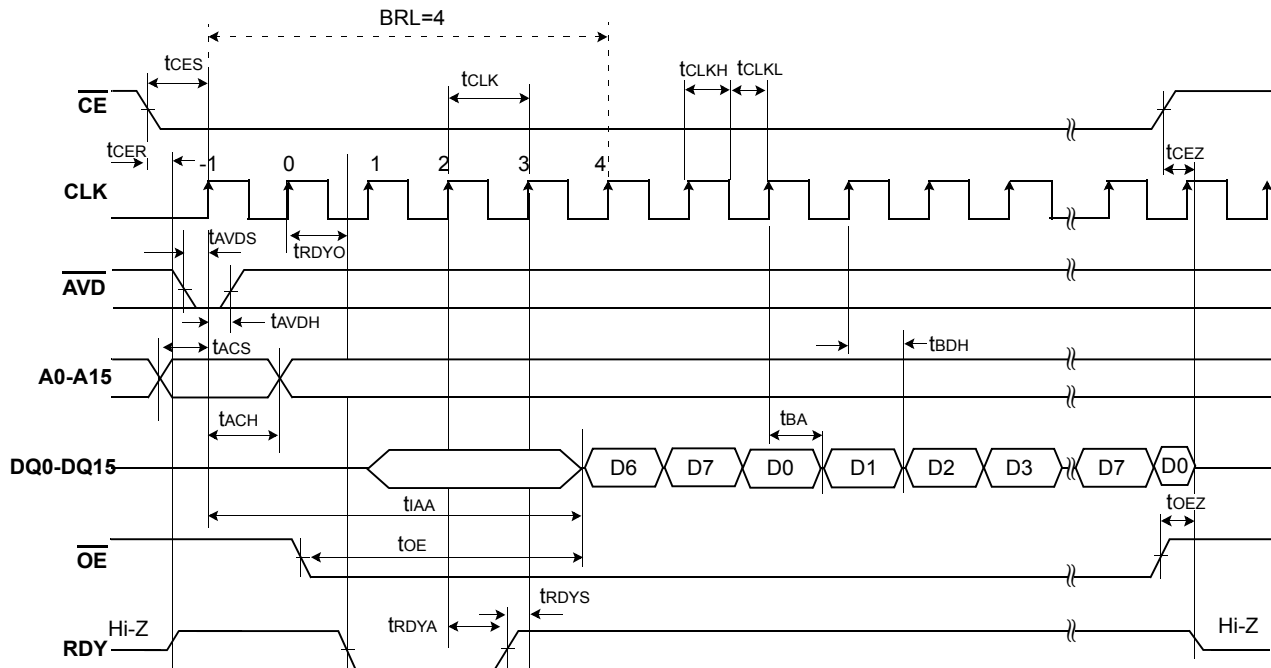 BRL=4
tCES
tCLK
tCLKH
tCLKL
CE
tCER
-1
0
1
2
3
4
tCEZ
CLK
tAVDS
tRDYO
AVD
tAVDH
tACS
tBDH
A0-A15
tACH
tBA
DQ0-DQ15
D6
D7
D0
D1
D2
D3
D7
D0
tIAA
tOEZ
OE
tOE
tRDYS
Hi-Z
tRDYA
Hi-Z
RDY